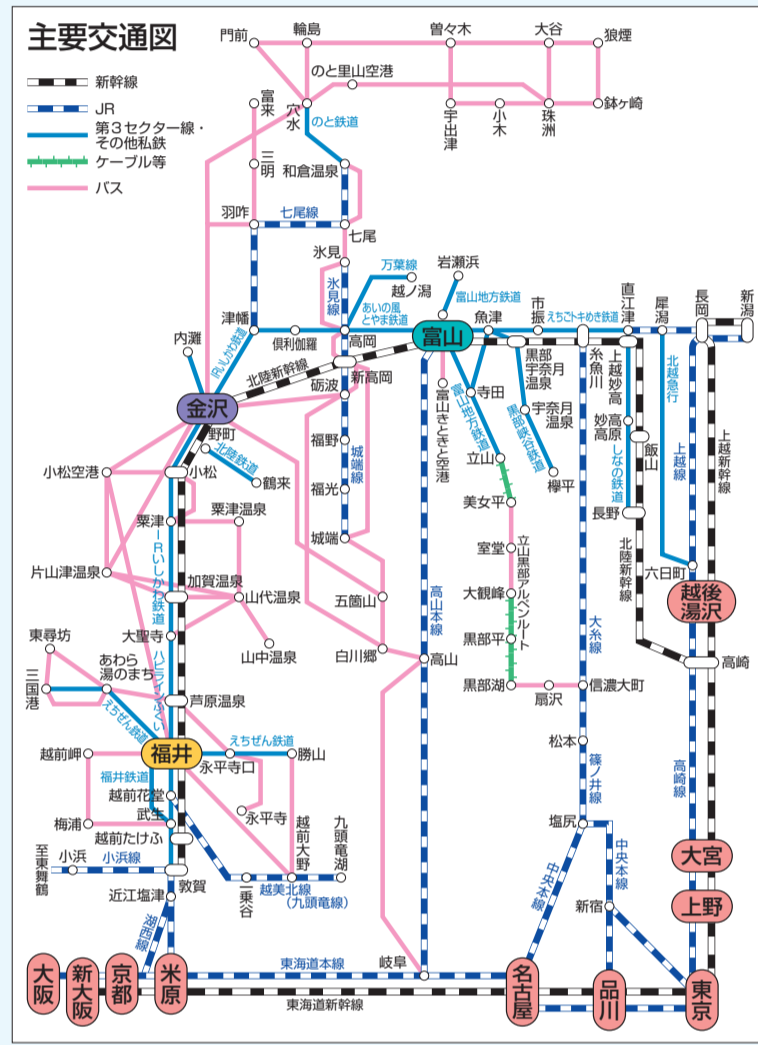 主要交通図
新幹線
JR
第3セクター線・
その他私鉄
ケーブル等
バス
門前
輪島
曽々木
大谷
狼煙
のと里山空港
富来
穴水
のと鉄道
宇出津
小木
珠洲
鉢ヶ崎
三明
和倉温泉
羽咋
七尾線
七尾
氷見
氷見線
万葉線
越ノ潟
岩瀬浜
富山地方鉄道
あいの風
とやま鉄道
津幡
倶利伽羅
高岡
富山
魚津
市振
えちごトキめき鉄道
直江津
犀潟
長岡
新潟
内灘
IRいしかわ鉄道
北陸新幹線
新高岡
砺波
富山きときと空港
寺田
富山地方鉄道
黒部
宇奈月
温泉
宇奈月
温泉
黒部峡谷鉄道
糸魚川
上越妙高
妙高
高原
しなの鉄道
飯山
北越急行
上越線
上越新幹線
金沢
野町
北陸鉄道
鶴来
福野
城端線
福光
城端
立山
欅平
美女平
長野
北陸新幹線
小松空港
小松
粟津
粟津温泉
IRいしかわ鉄道
片山津温泉
加賀温泉
山代温泉
五箇山
室堂
立山黒部アルペンルート
大観峰
六日町
越後
湯沢
大聖寺
山中温泉
白川郷
高山本線
高山
黒部平
黒部湖
扇沢
信濃大町
大糸線
高崎
東尋坊
三国港
あわら
湯のまち
えちぜん鉄道
ハピラインふくい
芦原温泉
福井
越前岬
福井鉄道
えちぜん鉄道
永平寺口
勝山
松本
篠ノ井線
高崎線
越前花堂
武生
梅浦
越前たけふ
永平寺
越前大野
九頭竜湖
塩尻
大宮
至東舞鶴
小浜
小浜線
敦賀
一乗谷
越美北線
(九頭竜線)
中央本線
中央本線
新宿
上野
近江塩津
湖西線
東海道本線
岐阜
大阪
新大阪
京都
米原
東海道新幹線
名古屋
品川
東京